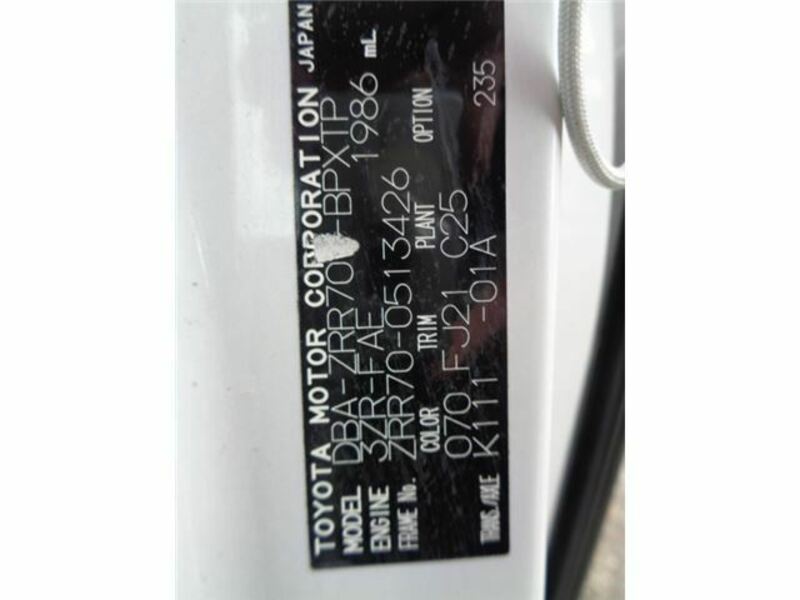 TOYOTA MOTOR CORPORATION JAPAN
MODEL DBA-ZRR70 -BPXTP
ENGINE 3ZR-FAE 1986 mL
FRAME No. ZRR70-0513426
COLOR TRIM PLANT OPTION
070 FJ21 C25 235
TRANS/AXLE K111 -01A